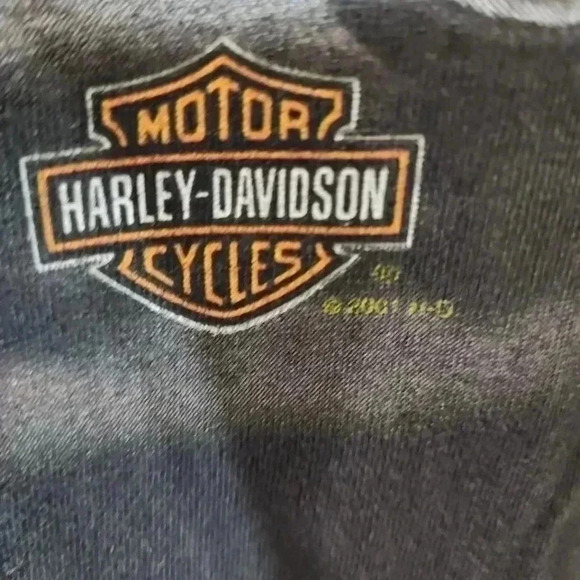 MOTOR
HARLEY-DAVIDSON
CYCLES
®
© 2001 H-D